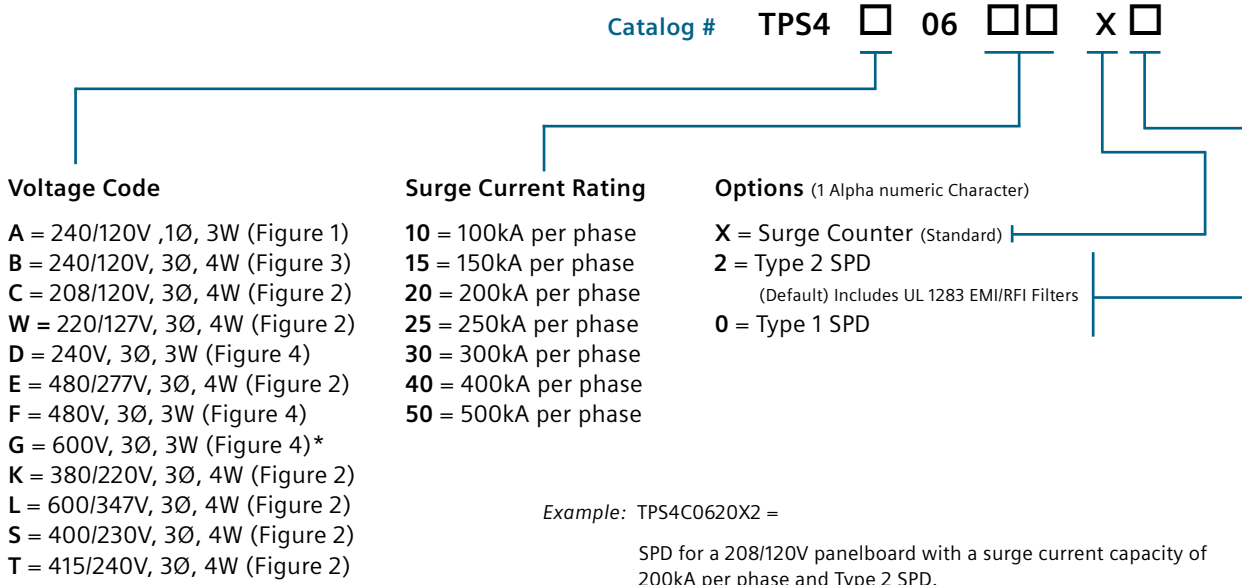 Catalog # TPS4 □ 06 □□ X □
Voltage Code
A = 240/120V ,1Ø, 3W (Figure 1)
B = 240/120V, 3Ø, 4W (Figure 3)
C = 208/120V, 3Ø, 4W (Figure 2)
W = 220/127V, 3Ø, 4W (Figure 2)
D = 240V, 3Ø, 3W (Figure 4)
E = 480/277V, 3Ø, 4W (Figure 2)
F = 480V, 3Ø, 3W (Figure 4)
G = 600V, 3Ø, 3W (Figure 4)*
K = 380/220V, 3Ø, 4W (Figure 2)
L = 600/347V, 3Ø, 4W (Figure 2)
S = 400/230V, 3Ø, 4W (Figure 2)
T = 415/240V, 3Ø, 4W (Figure 2)
Surge Current Rating
10 = 100kA per phase
15 = 150kA per phase
20 = 200kA per phase
25 = 250kA per phase
30 = 300kA per phase
40 = 400kA per phase
50 = 500kA per phase
Options (1 Alpha numeric Character)
X = Surge Counter (Standard)
2 = Type 2 SPD
(Default) Includes UL 1283 EMI/RFI Filters
0 = Type 1 SPD
Example: TPS4C0620X2 =
SPD for a 208/120V panelboard with a surge current capacity of
200kA per phase and Type 2 SPD.